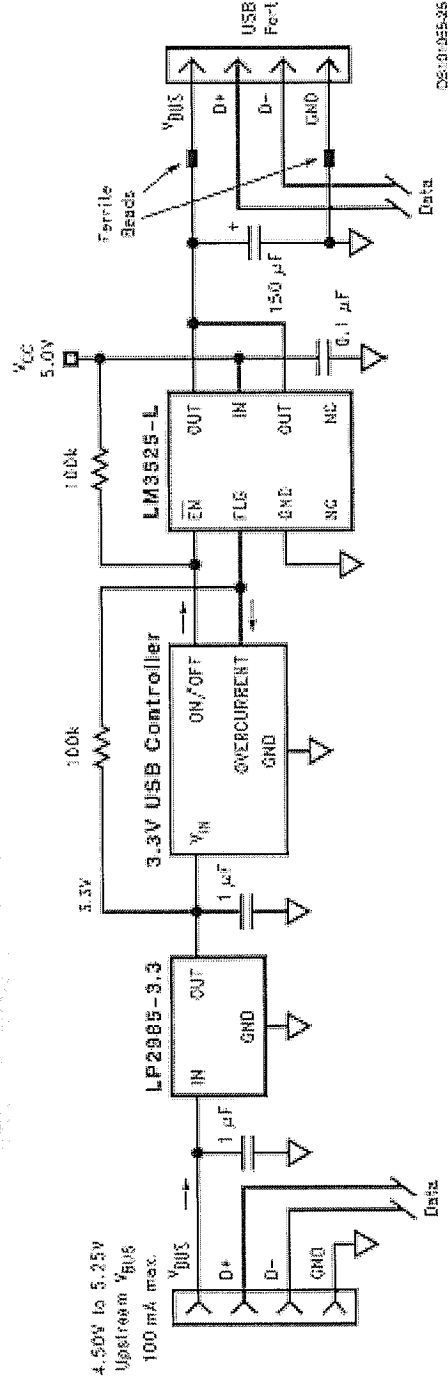 4.50V to 5.25V
Upstream VBUS
100 mA max.
VBUS
D+
D-
GND
Data
1 µF
LP2985-3.3
IN
OUT
GND
3.3V
1 µF
100k
3.3V USB Controller
VIN
ON/*OFF
OVERCURRENT
GND
100k
LM3525-L
EN
FLG
GND
NC
OUT
IN
OUT
NC
VCC
5.0V
0.1 µF
150 µF
+
Ferrite
Beads
VBUS
D+
D-
GND
Data
USB
Port